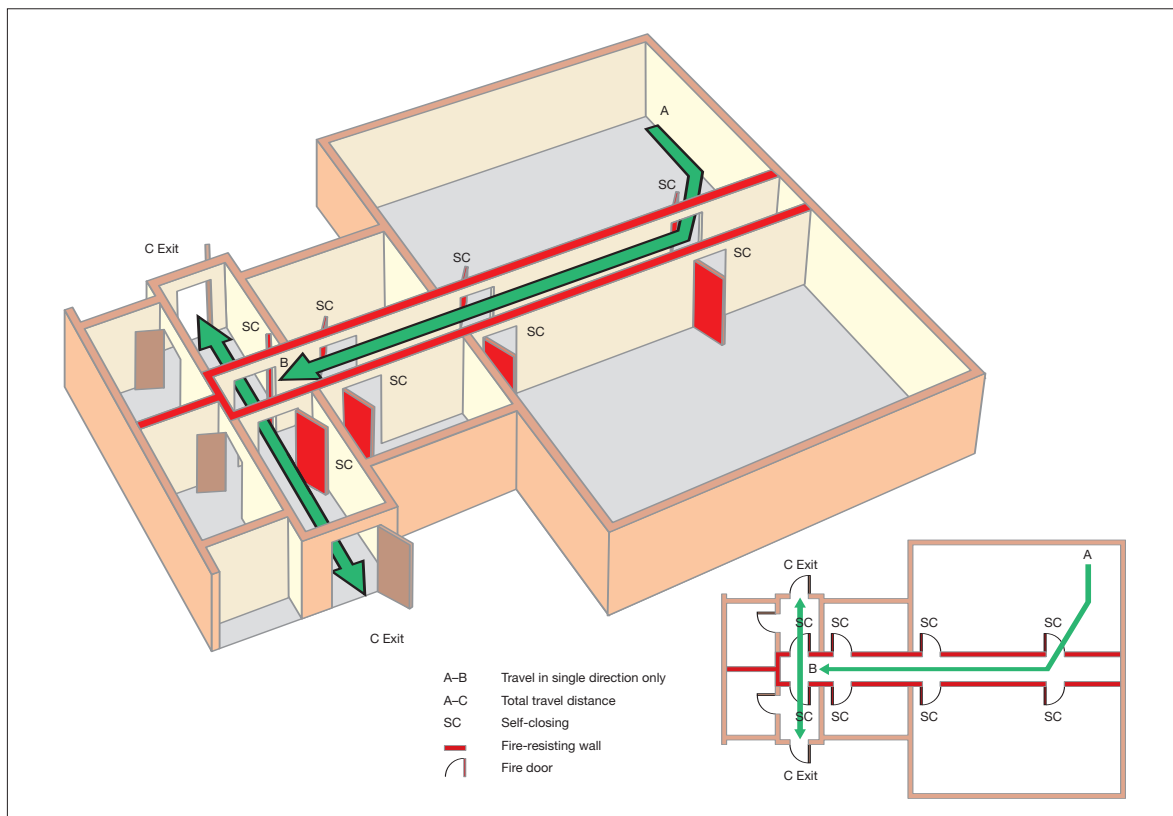 A
SC
C Exit
SC
SC
SC
SC
B
SC
SC
SC
C Exit
A–B Travel in single direction only
A–C Total travel distance
SC Self-closing
Fire-resisting wall
Fire door
C Exit
A
SC SC SC SC
B
SC SC SC SC
C Exit